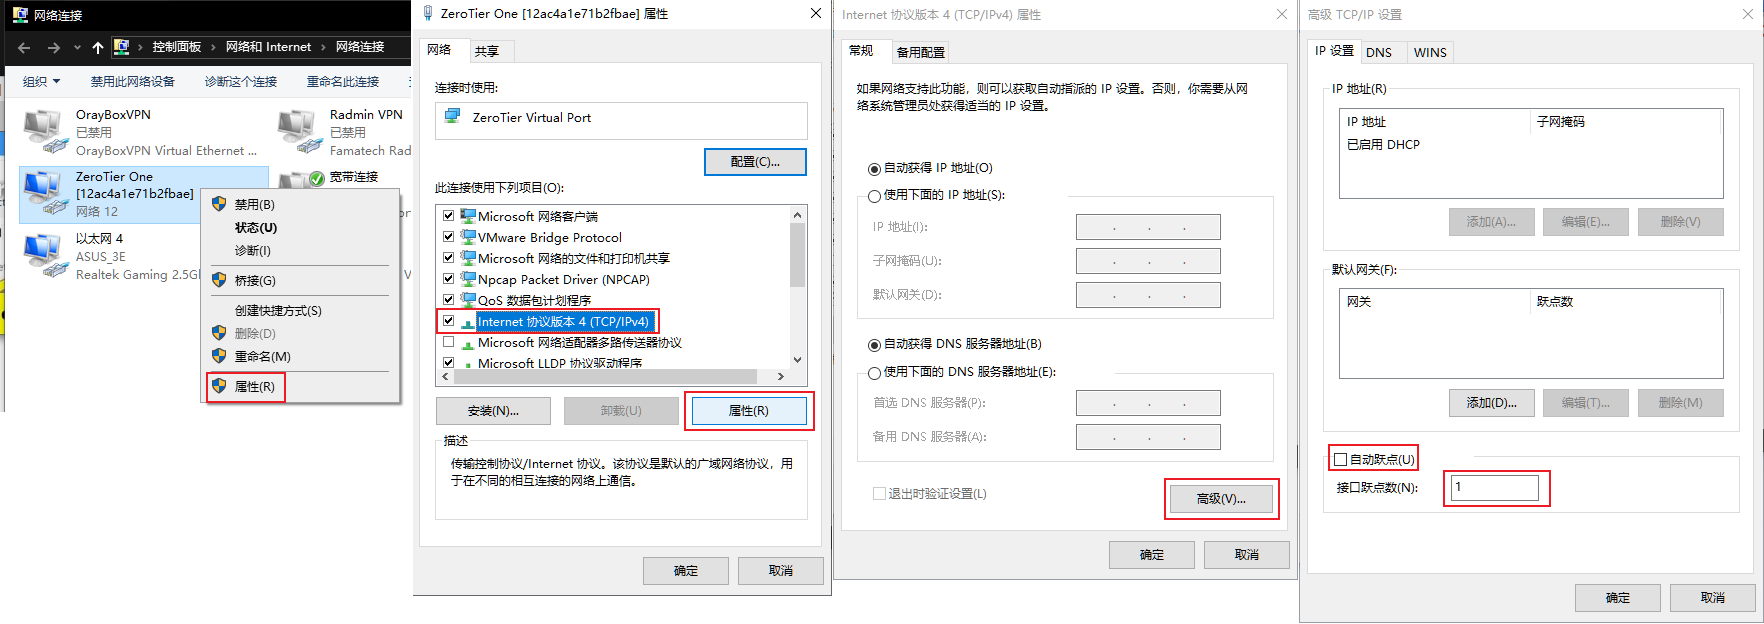 网络连接
控制面板 › 网络和 Internet › 网络连接
组织 禁用此网络设备 诊断这个连接 重命名此连接
OrayBoxVPN
已禁用
OrayBoxVPN Virtual Ethernet ...
Radmin VPN
已禁用
Famatech Rad
ZeroTier One
[12ac4a1e71b2fbae]
网络 12
宽带连接
以太网 4
ASUS_3E
Realtek Gaming 2.5G
禁用(B)
状态(U)
诊断(I)
桥接(G)
创建快捷方式(S)
删除(D)
重命名(M)
属性(R)
ZeroTier One [12ac4a1e71b2fbae] 属性
网络 共享
连接时使用:
ZeroTier Virtual Port
配置(C)...
此连接使用下列项目(O):
Microsoft 网络客户端
VMware Bridge Protocol
Microsoft 网络的文件和打印机共享
Npcap Packet Driver (NPCAP)
QoS 数据包计划程序
Internet 协议版本 4 (TCP/IPv4)
Microsoft 网络适配器多路传送器协议
Microsoft LLDP 协议驱动程序
安装(N)... 卸载(U) 属性(R)
描述
传输控制协议/Internet 协议。该协议是默认的广域网络协议，用
于在不同的相互连接的网络上通信。
确定 取消
Internet 协议版本 4 (TCP/IPv4) 属性
常规 备用配置
如果网络支持此功能，则可以获取自动指派的 IP 设置。否则，你需要从网
络系统管理员处获得适当的 IP 设置。
自动获得 IP 地址(O)
使用下面的 IP 地址(S):
IP 地址(I):
子网掩码(U):
默认网关(D):
自动获得 DNS 服务器地址(B)
使用下面的 DNS 服务器地址(E):
首选 DNS 服务器(P):
备用 DNS 服务器(A):
退出时验证设置(L)
高级(V)...
确定 取消
高级 TCP/IP 设置
IP 设置 DNS WINS
IP 地址(R)
IP 地址 子网掩码
已启用 DHCP
添加(A)... 编辑(E)... 删除(V)
默认网关(F):
网关 跃点数
添加(D)... 编辑(T)... 删除(M)
自动跃点(U)
接口跃点数(N): 1
确定 取消